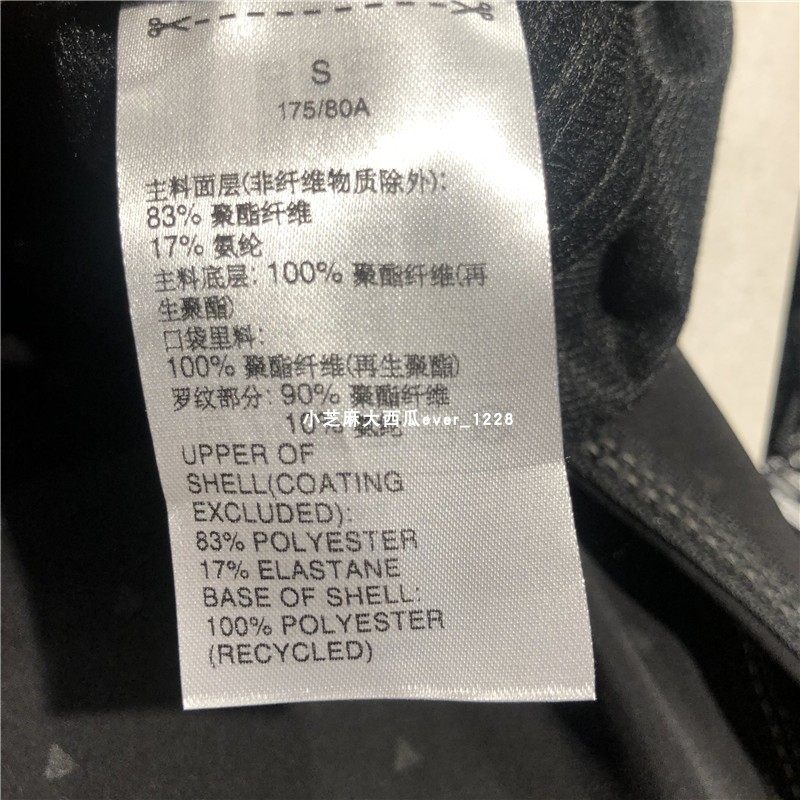 S
175/80A
主料面层(非纤维物质除外):
83% 聚酯纤维
17% 氨纶
主料底层: 100% 聚酯纤维(再
生聚酯)
口袋里料:
100% 聚酯纤维(再生聚酯)
罗纹部分: 90% 聚酯纤维
10% 氨纶
小芝麻大西瓜ever_1228
UPPER OF
SHELL(COATING
EXCLUDED):
83% POLYESTER
17% ELASTANE
BASE OF SHELL:
100% POLYESTER
(RECYCLED)